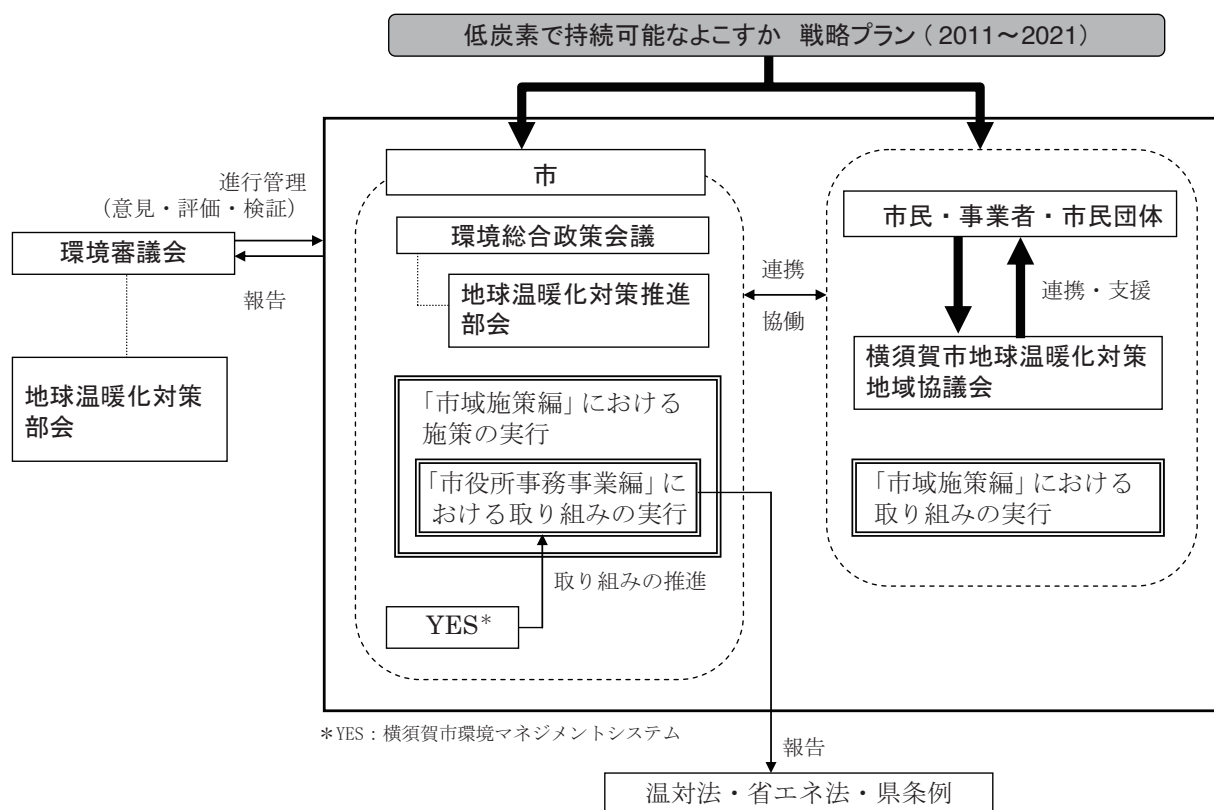 低炭素で持続可能なよこすか 戦略プラン（2011～2021）
進行管理
（意見・評価・検証）
環境審議会
報告
地球温暖化対策
部会
市
環境総合政策会議
地球温暖化対策推進
部会
「市域施策編」における
施策の実行
「市役所事務事業編」に
おける取り組みの実行
取り組みの推進
YES*
連携
協働
市民・事業者・市民団体
連携・支援
横須賀市地球温暖化対策
地域協議会
「市域施策編」における
取り組みの実行
＊YES：横須賀市環境マネジメントシステム
報告
温対法・省エネ法・県条例